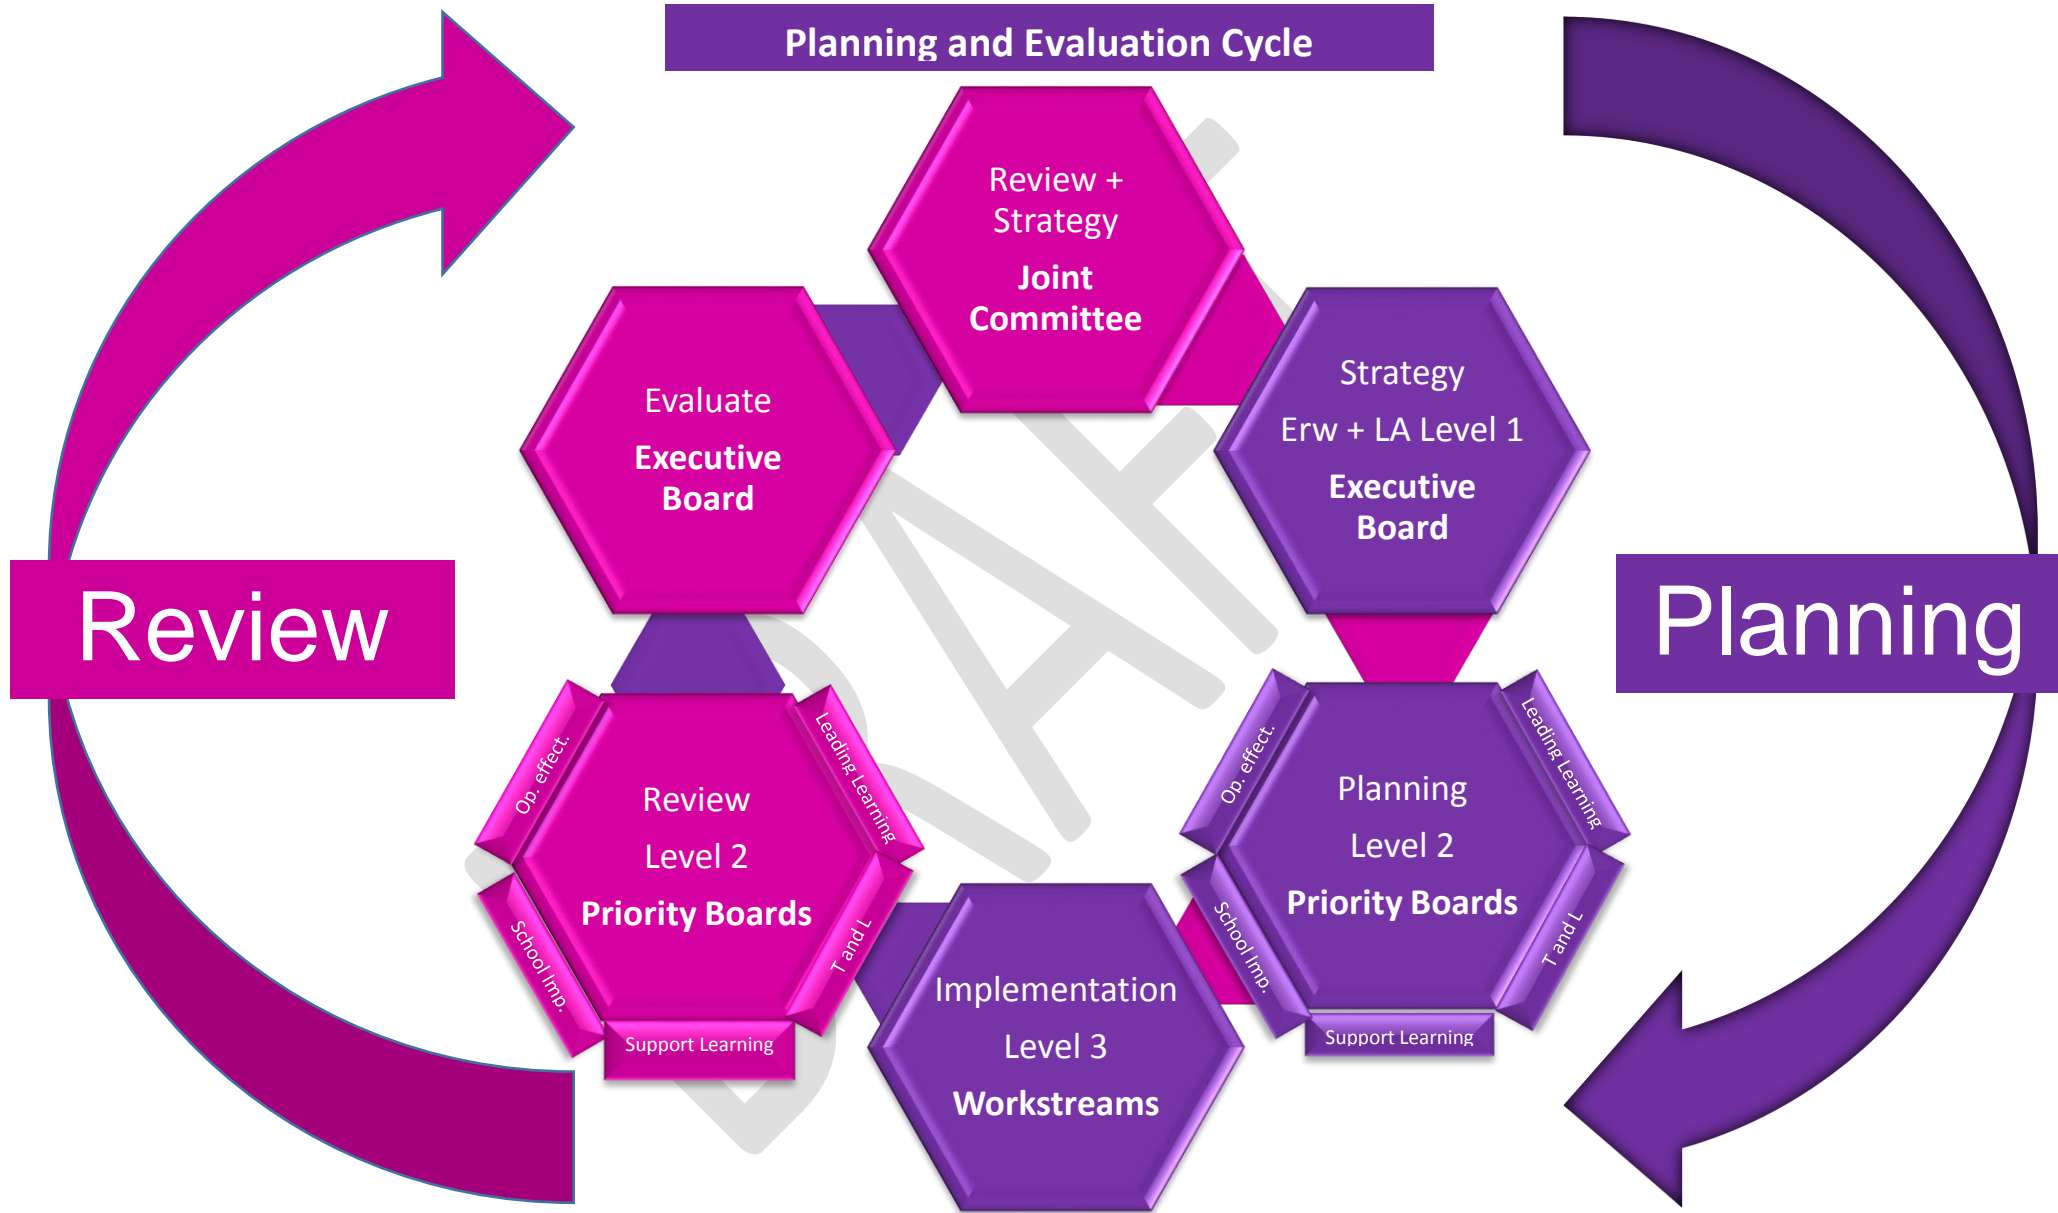 Planning and Evaluation Cycle
Review +
Strategy
Joint
Committee
Strategy
Erw + LA Level 1
Executive
Board
Planning
Op. effect.
Leading Learning
Planning
Level 2
Priority Boards
School Imp.
T and L
Support Learning
Implementation
Level 3
Workstreams
Op. effect.
Leading Learning
Review
Level 2
Priority Boards
School Imp.
T and L
Support Learning
Evaluate
Executive
Board
Review
DRAFT